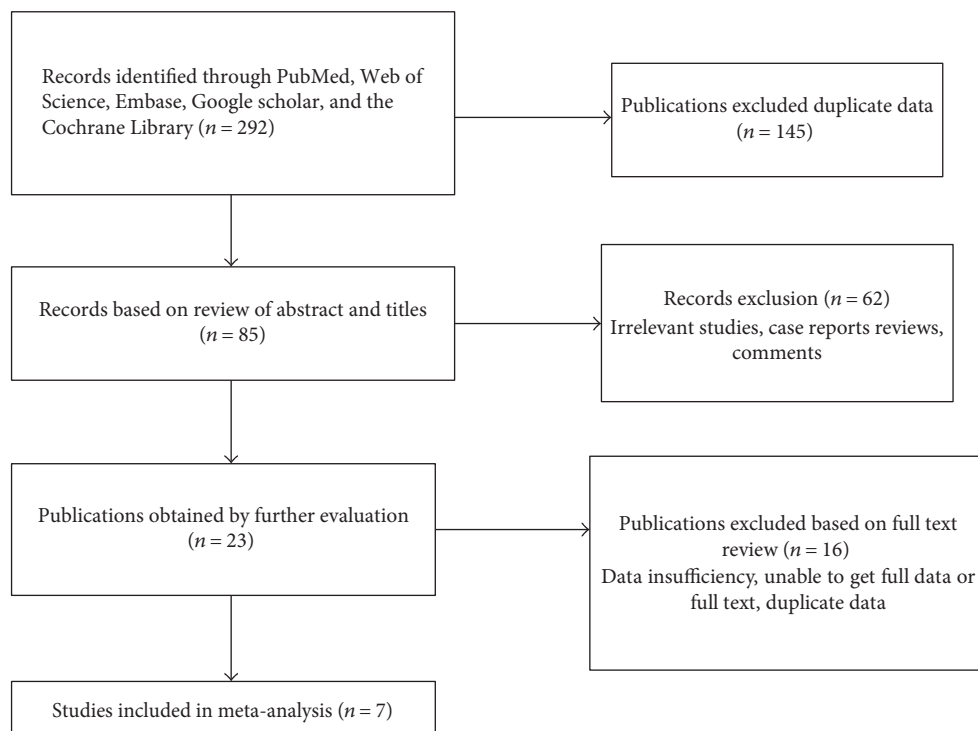 Records identified through PubMed, Web of
Science, Embase, Google scholar, and the
Cochrane Library (n = 292)
Publications excluded duplicate data
(n = 145)
Records based on review of abstract and titles
(n = 85)
Records exclusion (n = 62)
Irrelevant studies, case reports reviews,
comments
Publications obtained by further evaluation
(n = 23)
Publications excluded based on full text
review (n = 16)
Data insufficiency, unable to get full data or
full text, duplicate data
Studies included in meta-analysis (n = 7)